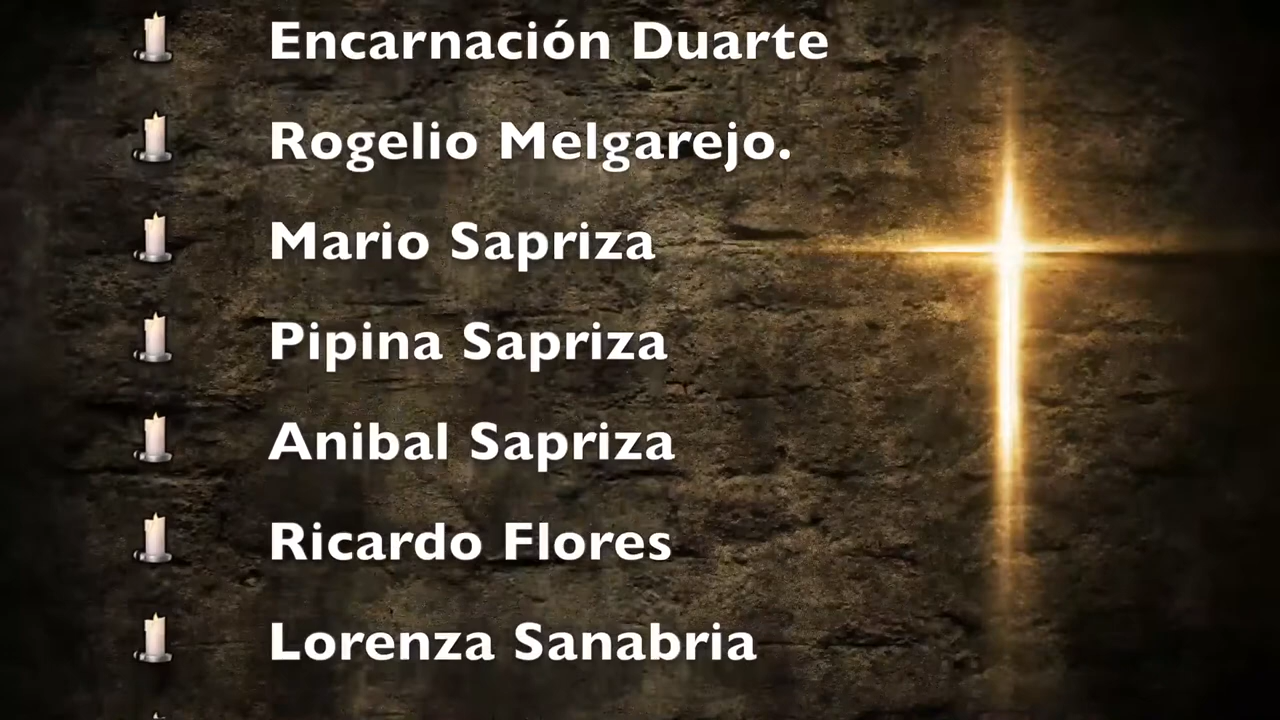 Encarnación Duarte
Rogelio Melgarejo.
Mario Sapriza
Pipina Sapriza
Anibal Sapriza
Ricardo Flores
Lorenza Sanabria